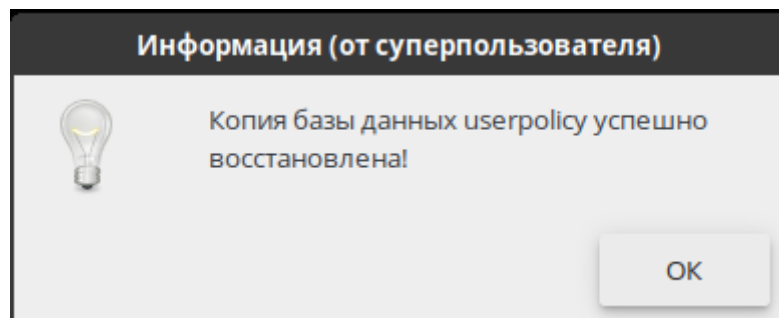 Информация (от суперпользователя)
Копия базы данных userpolicy успешно
восстановлена!
OK